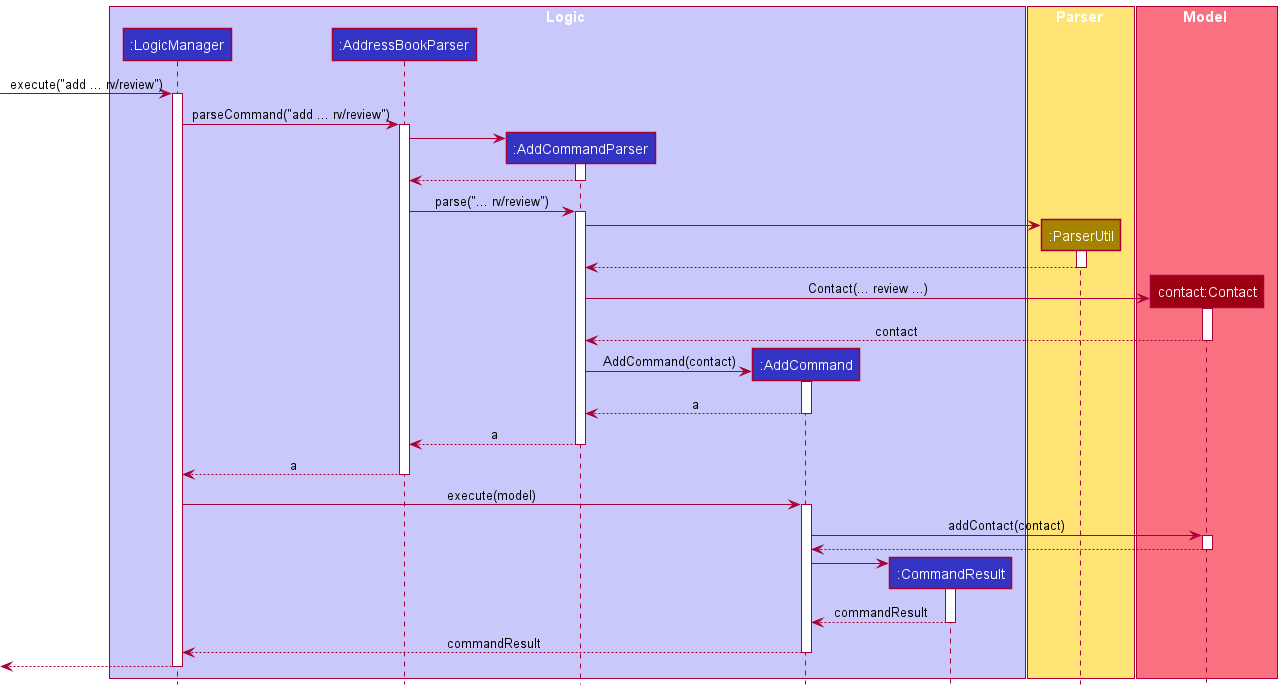 Logic
Parser
Model
:LogicManager
:AddressBookParser
execute("add ... rv/review")
parseCommand("add ... rv/review")
:AddCommandParser
parse("... rv/review")
:ParserUtil
Contact(... review ...)
contact:Contact
contact
AddCommand(contact)
:AddCommand
a
a
a
execute(model)
addContact(contact)
:CommandResult
commandResult
commandResult